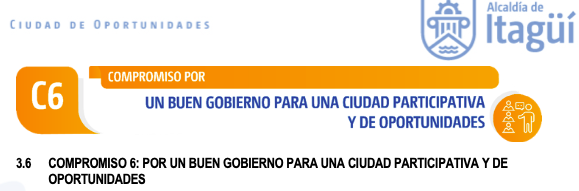 Alcaldía de
CIUDAD DE OPORTUNIDADES
Itagüí
COMPROMISO POR
C6
UN BUEN GOBIERNO PARA UNA CIUDAD PARTICIPATIVA
Y DE OPORTUNIDADES
3.6 COMPROMISO 6: POR UN BUEN GOBIERNO PARA UNA CIUDAD PARTICIPATIVA Y DE
OPORTUNIDADES